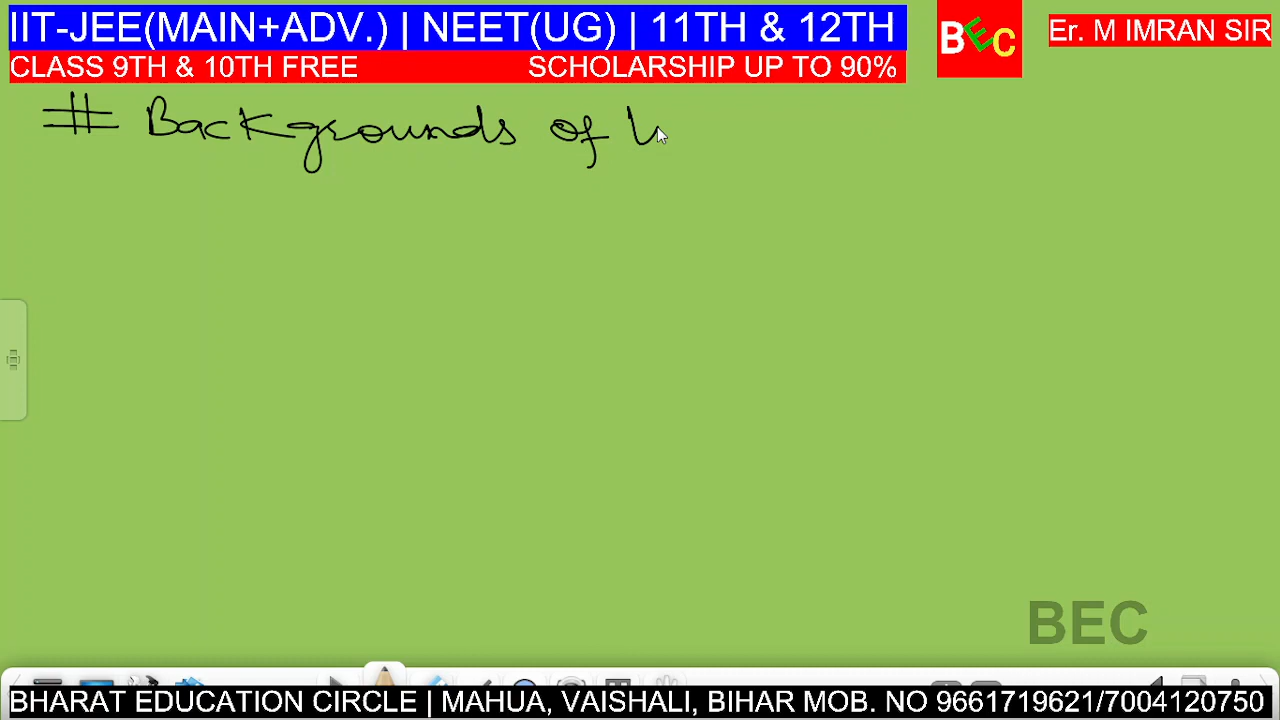 IIT-JEE(MAIN+ADV.) | NEET(UG) | 11TH & 12TH
BEC
Er. M IMRAN SIR
CLASS 9TH & 10TH FREE SCHOLARSHIP UP TO 90%
# Backgrounds of
BEC
BHARAT EDUCATION CIRCLE | MAHUA, VAISHALI, BIHAR MOB. NO 9661719621/7004120750